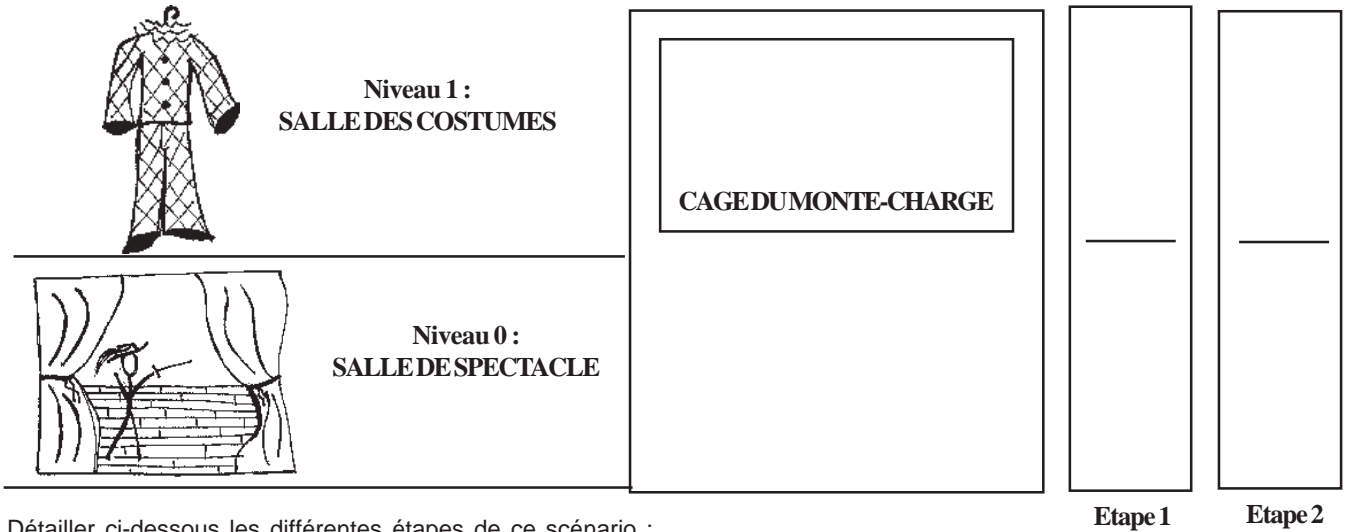 Niveau 1 :
SALLE DES COSTUMES
CAGE DU MONTE-CHARGE
Niveau 0 :
SALLE DE SPECTACLE
Etape 1
Etape 2
Détailler ci-dessous les différentes étapes de ce scénario :